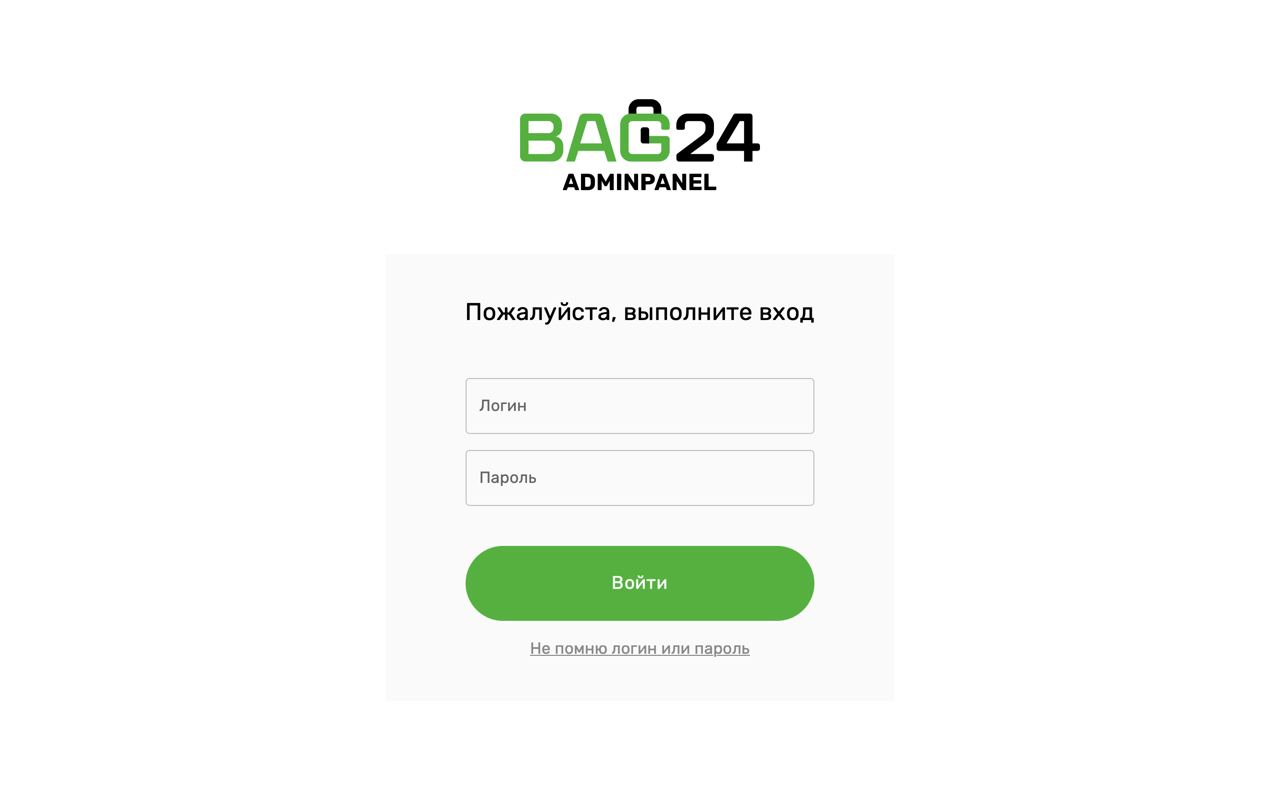 BAG24
ADMINPANEL
Пожалуйста, выполните вход
Логин
Пароль
Войти
Не помню логин или пароль